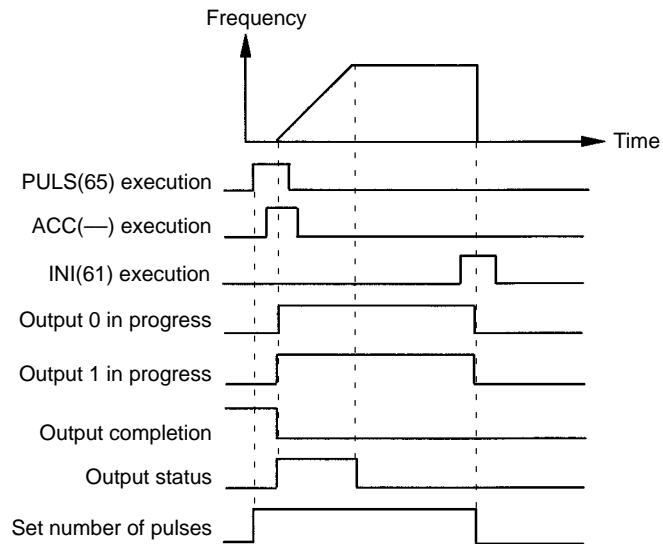 Frequency
Time
PULS(65) execution
ACC(—) execution
INI(61) execution
Output 0 in progress
Output 1 in progress
Output completion
Output status
Set number of pulses